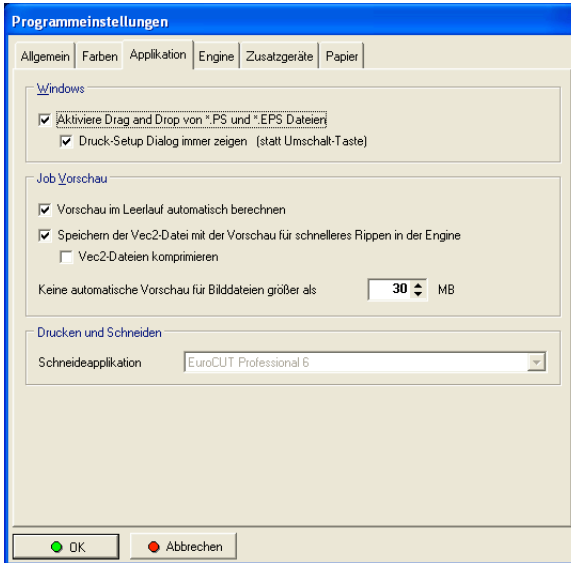 Programmeinstellungen
Allgemein Farben Applikation Engine Zusatzgeräte Papier
Windows
Aktiviere Drag and Drop von *.PS und *.EPS Dateien
Druck-Setup Dialog immer zeigen (statt Umschalt-Taste)
Job Vorschau
Vorschau im Leerlauf automatisch berechnen
Speichern der Vec2-Datei mit der Vorschau für schnelleres Rippen in der Engine
Vec2-Dateien komprimieren
Keine automatische Vorschau für Bilddateien größer als 30 MB
Drucken und Schneiden
Schneideapplikation EuroCUT Professional 6
OK Abbrechen